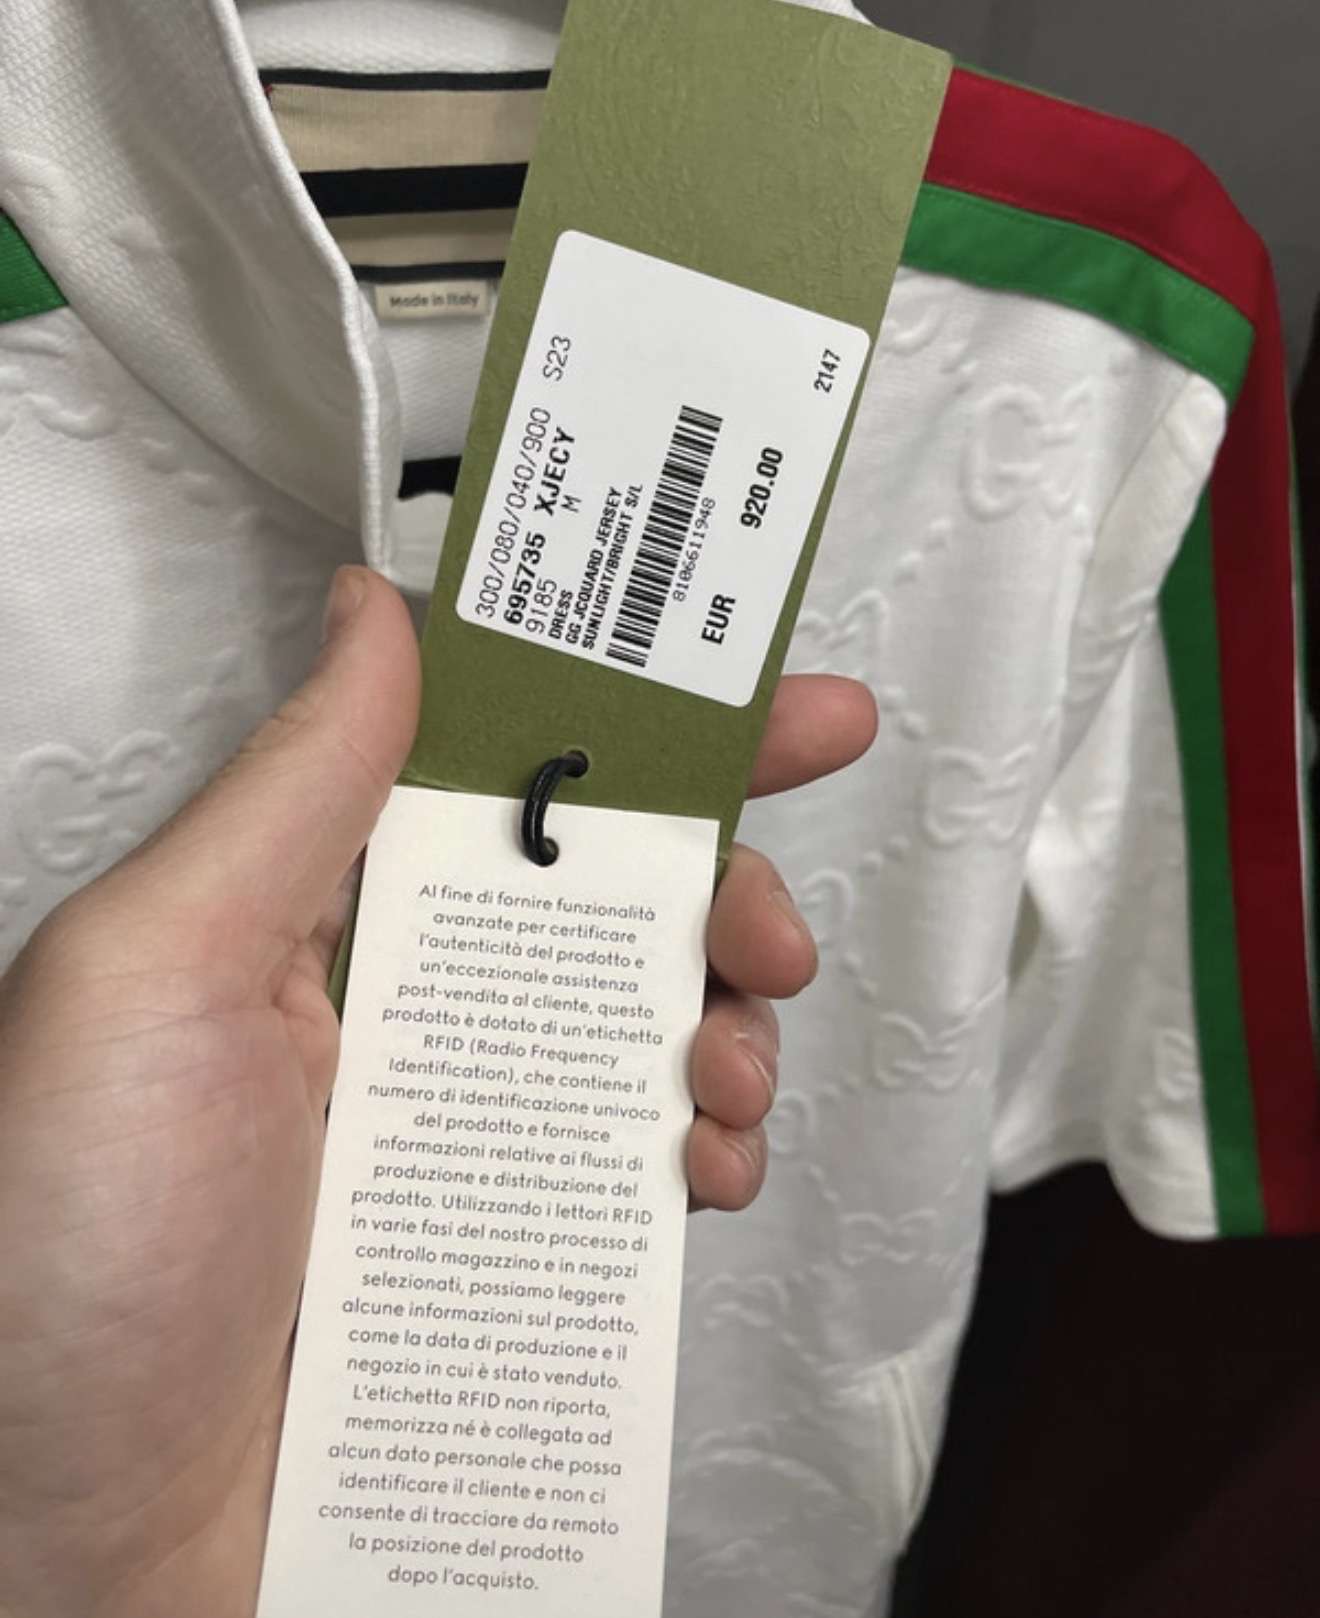 Made in Italy
300/080/040/900 S23
695735 XJECY
9185 M
DRESS
GG JCQUARD JERSEY
SUNLIGHT/BRIGHT S/L
8106611948
EUR 920.00
2147
Al fine di fornire funzionalità
avanzate per certificare
l'autenticità del prodotto e
un'eccezionale assistenza
post-vendita al cliente, questo
prodotto è dotato di un'etichetta
RFID (Radio Frequency
Identification), che contiene il
numero di identificazione univoco
del prodotto e fornisce
informazioni relative ai flussi di
produzione e distribuzione del
prodotto. Utilizzando i lettori RFID
in varie fasi del nostro processo di
controllo magazzino e in negozi
selezionati, possiamo leggere
alcune informazioni sul prodotto,
come la data di produzione e il
negozio in cui è stato venduto.
L'etichetta RFID non riporta,
memorizza né è collegata ad
alcun dato personale che possa
identificare il cliente e non ci
consente di tracciare da remoto
la posizione del prodotto
dopo l'acquisto.